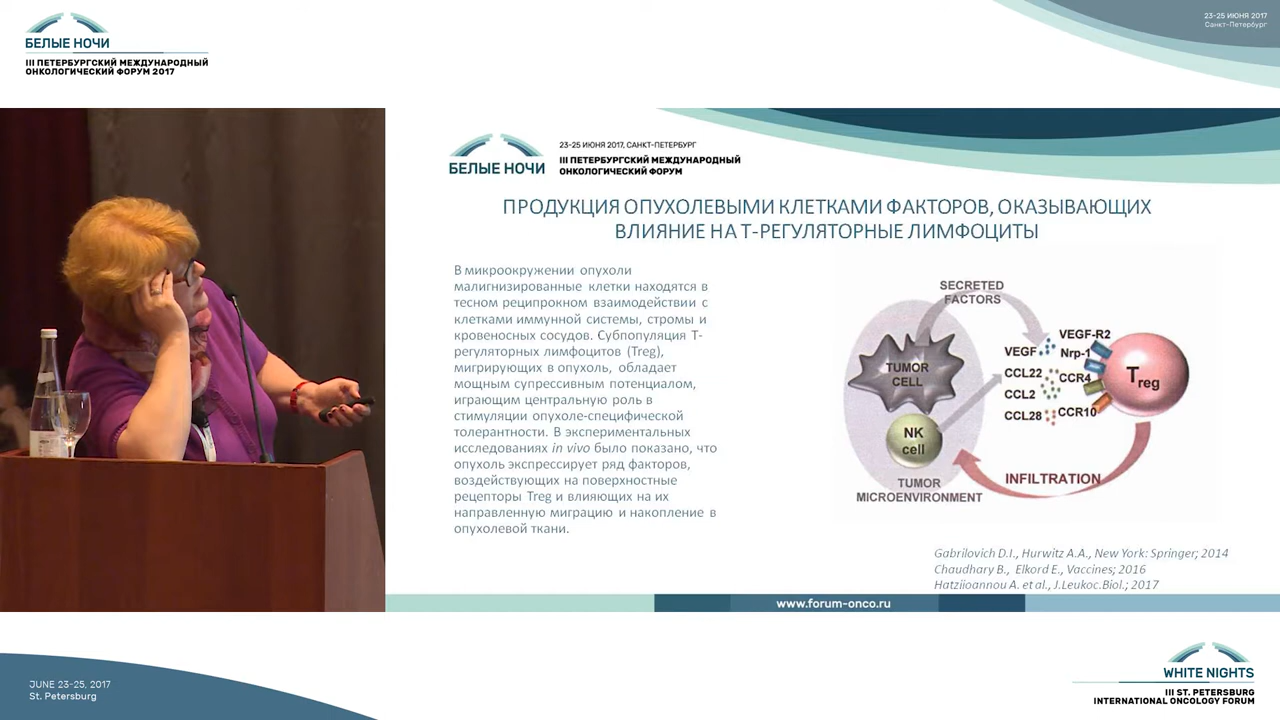 БЕЛЫЕ НОЧИ
III ПЕТЕРБУРГСКИЙ МЕЖДУНАРОДНЫЙ
ОНКОЛОГИЧЕСКИЙ ФОРУМ 2017
23-25 ИЮНЯ 2017
Санкт-Петербург
БЕЛЫЕ НОЧИ
23-25 ИЮНЯ 2017, САНКТ-ПЕТЕРБУРГ
III ПЕТЕРБУРГСКИЙ МЕЖДУНАРОДНЫЙ
ОНКОЛОГИЧЕСКИЙ ФОРУМ
ПРОДУКЦИЯ ОПУХОЛЕВЫМИ КЛЕТКАМИ ФАКТОРОВ, ОКАЗЫВАЮЩИХ
ВЛИЯНИЕ НА Т-РЕГУЛЯТОРНЫЕ ЛИМФОЦИТЫ
В микроокружении опухоли
малигнизированные клетки находятся в
тесном реципрокном взаимодействии с
клетками иммунной системы, стромы и
кровеносных сосудов. Субпопуляция Т-
регуляторных лимфоцитов (Treg),
мигрирующих в опухоль, обладает
мощным супрессивным потенциалом,
играющим центральную роль в
стимуляции опухоле-специфической
толерантности. В экспериментальных
исследованиях in vivo было показано, что
опухоль экспрессирует ряд факторов,
воздействующих на поверхностные
рецепторы Treg и влияющих на их
направленную миграцию и накопление в
опухолевой ткани.
SECRETED
FACTORS
TUMOR
CELL
NK
cell
TUMOR
MICROENVIRONMENT
VEGF
CCL22
CCL2
CCL28
VEGF-R2
Nrp-1
CCR4
CCR10
Treg
INFILTRATION
Gabrilovich D.I., Hurwitz A.A., New York: Springer; 2014
Chaudhary B., Elkord E., Vaccines; 2016
Hatziioannou A. et al., J.Leukoc.Biol.; 2017
www.forum-onco.ru
JUNE 23-25, 2017
St. Petersburg
WHITE NIGHTS
III ST. PETERSBURG
INTERNATIONAL ONCOLOGY FORUM